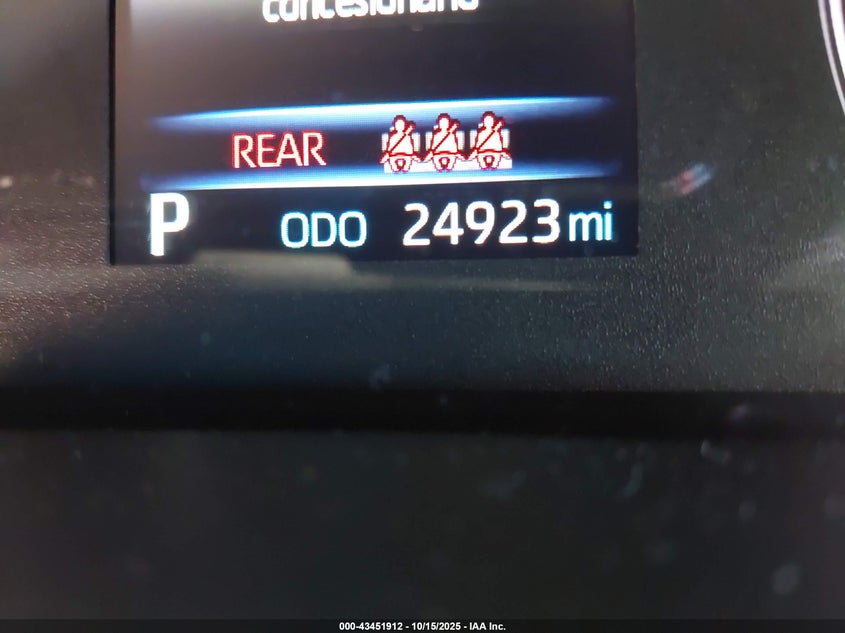 concesionario
REAR
P ODO 24923 mi
000-43451912 - 10/15/2025 - IAA Inc.